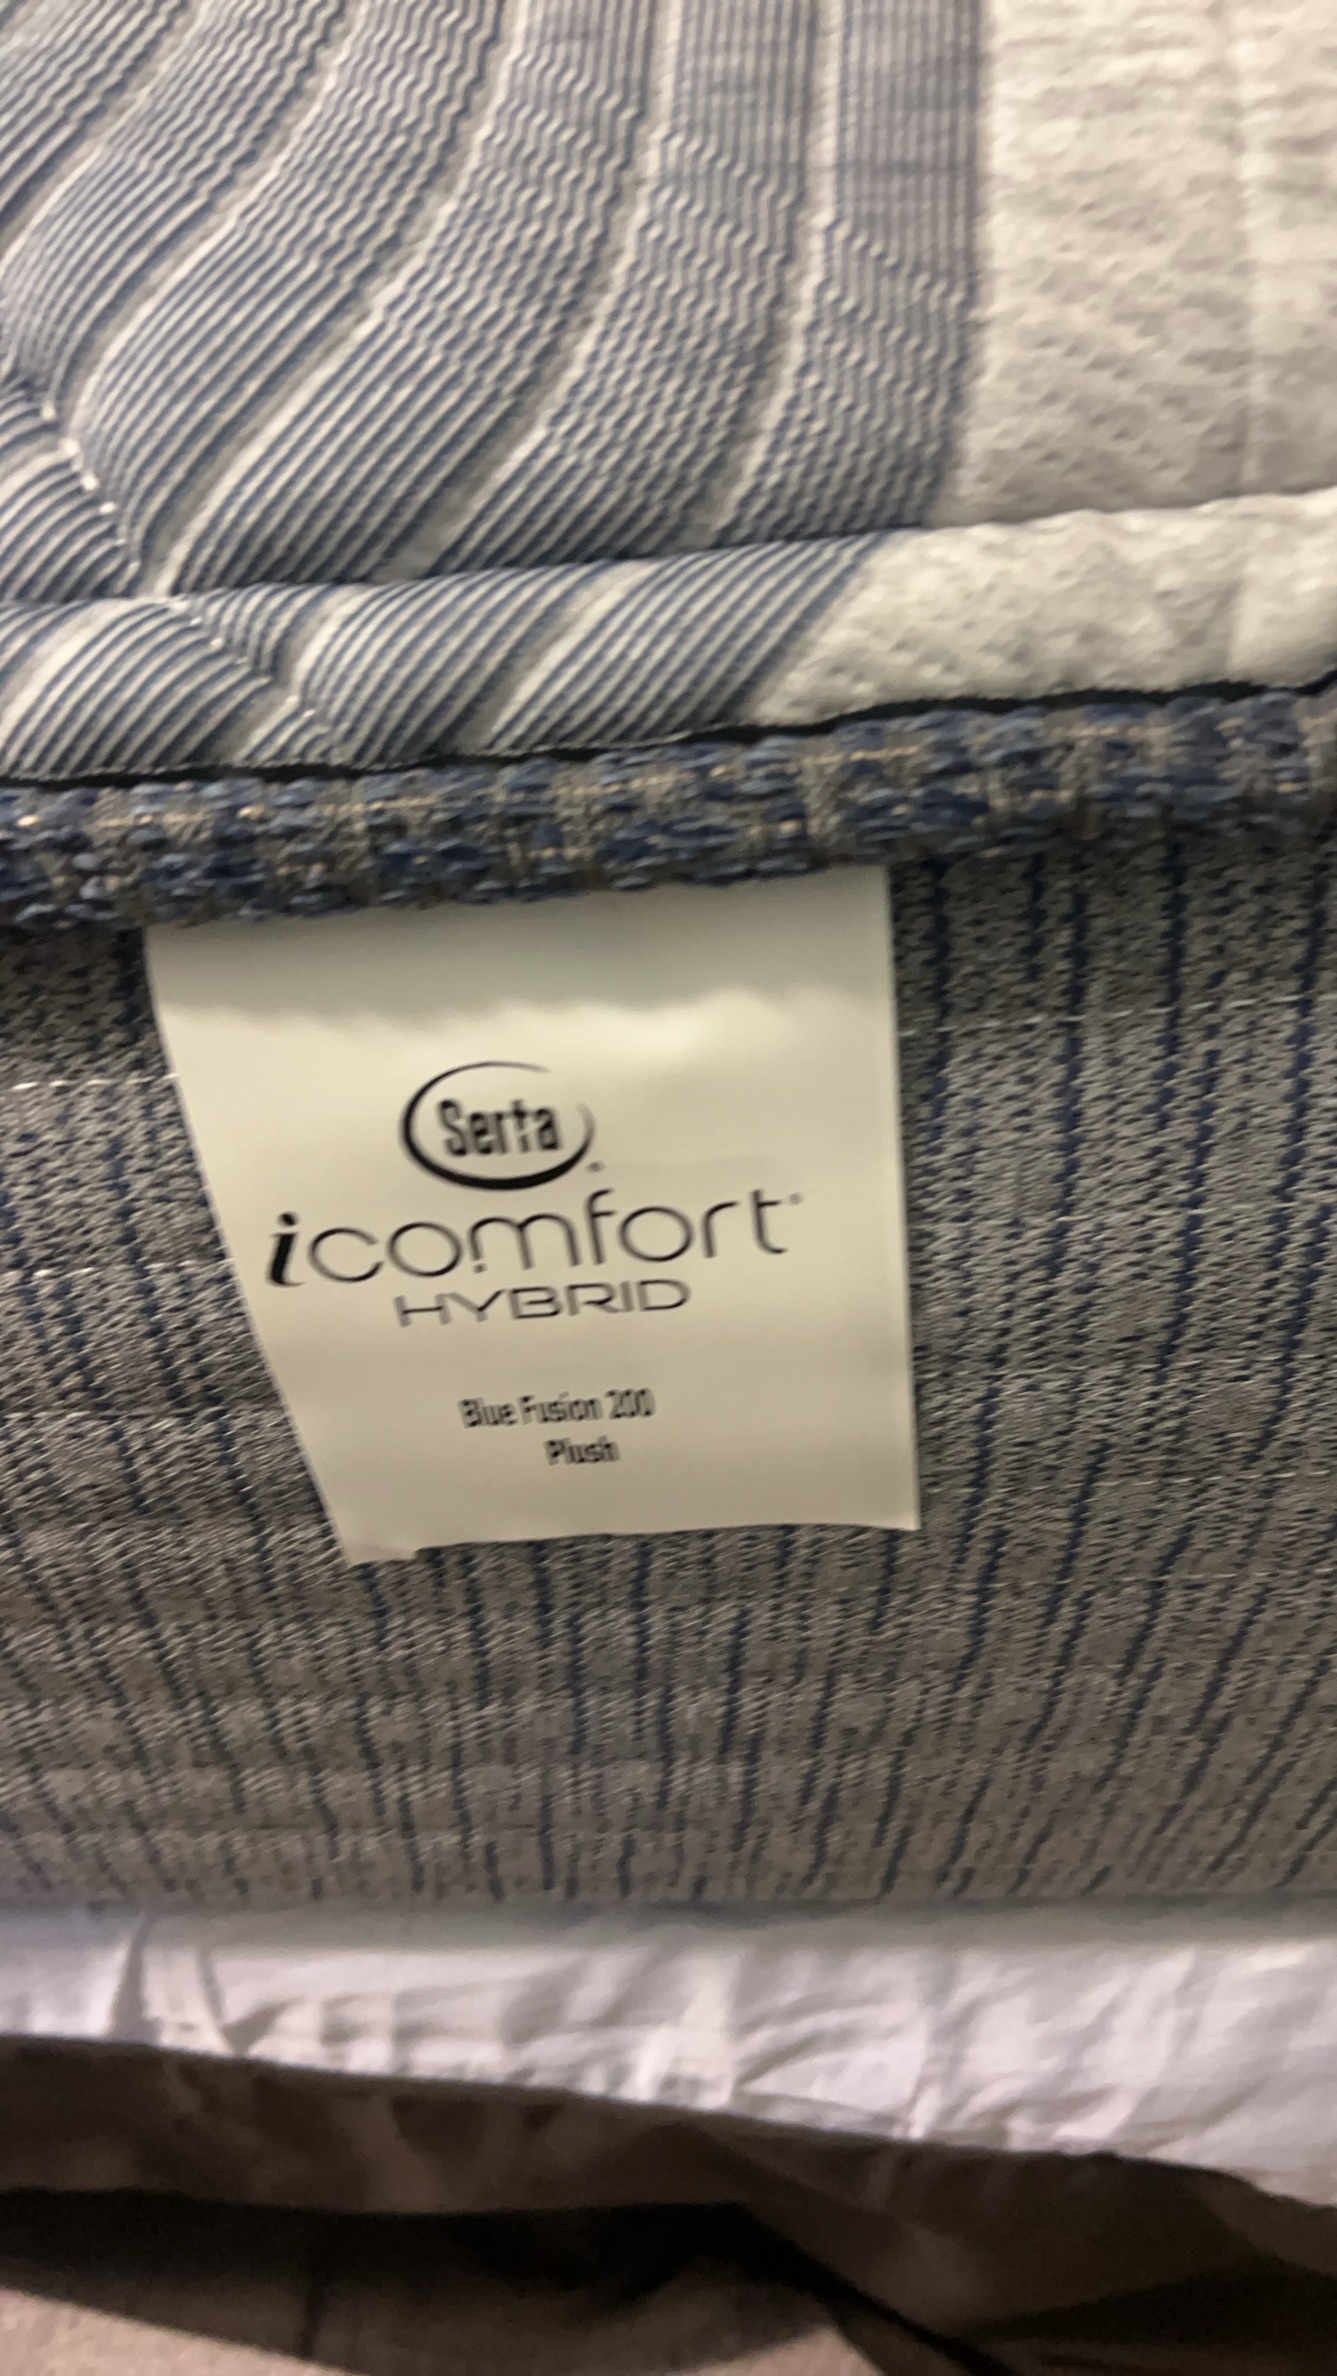 Serta
icomfort
HYBRID
Blue Fusion 200
Plush